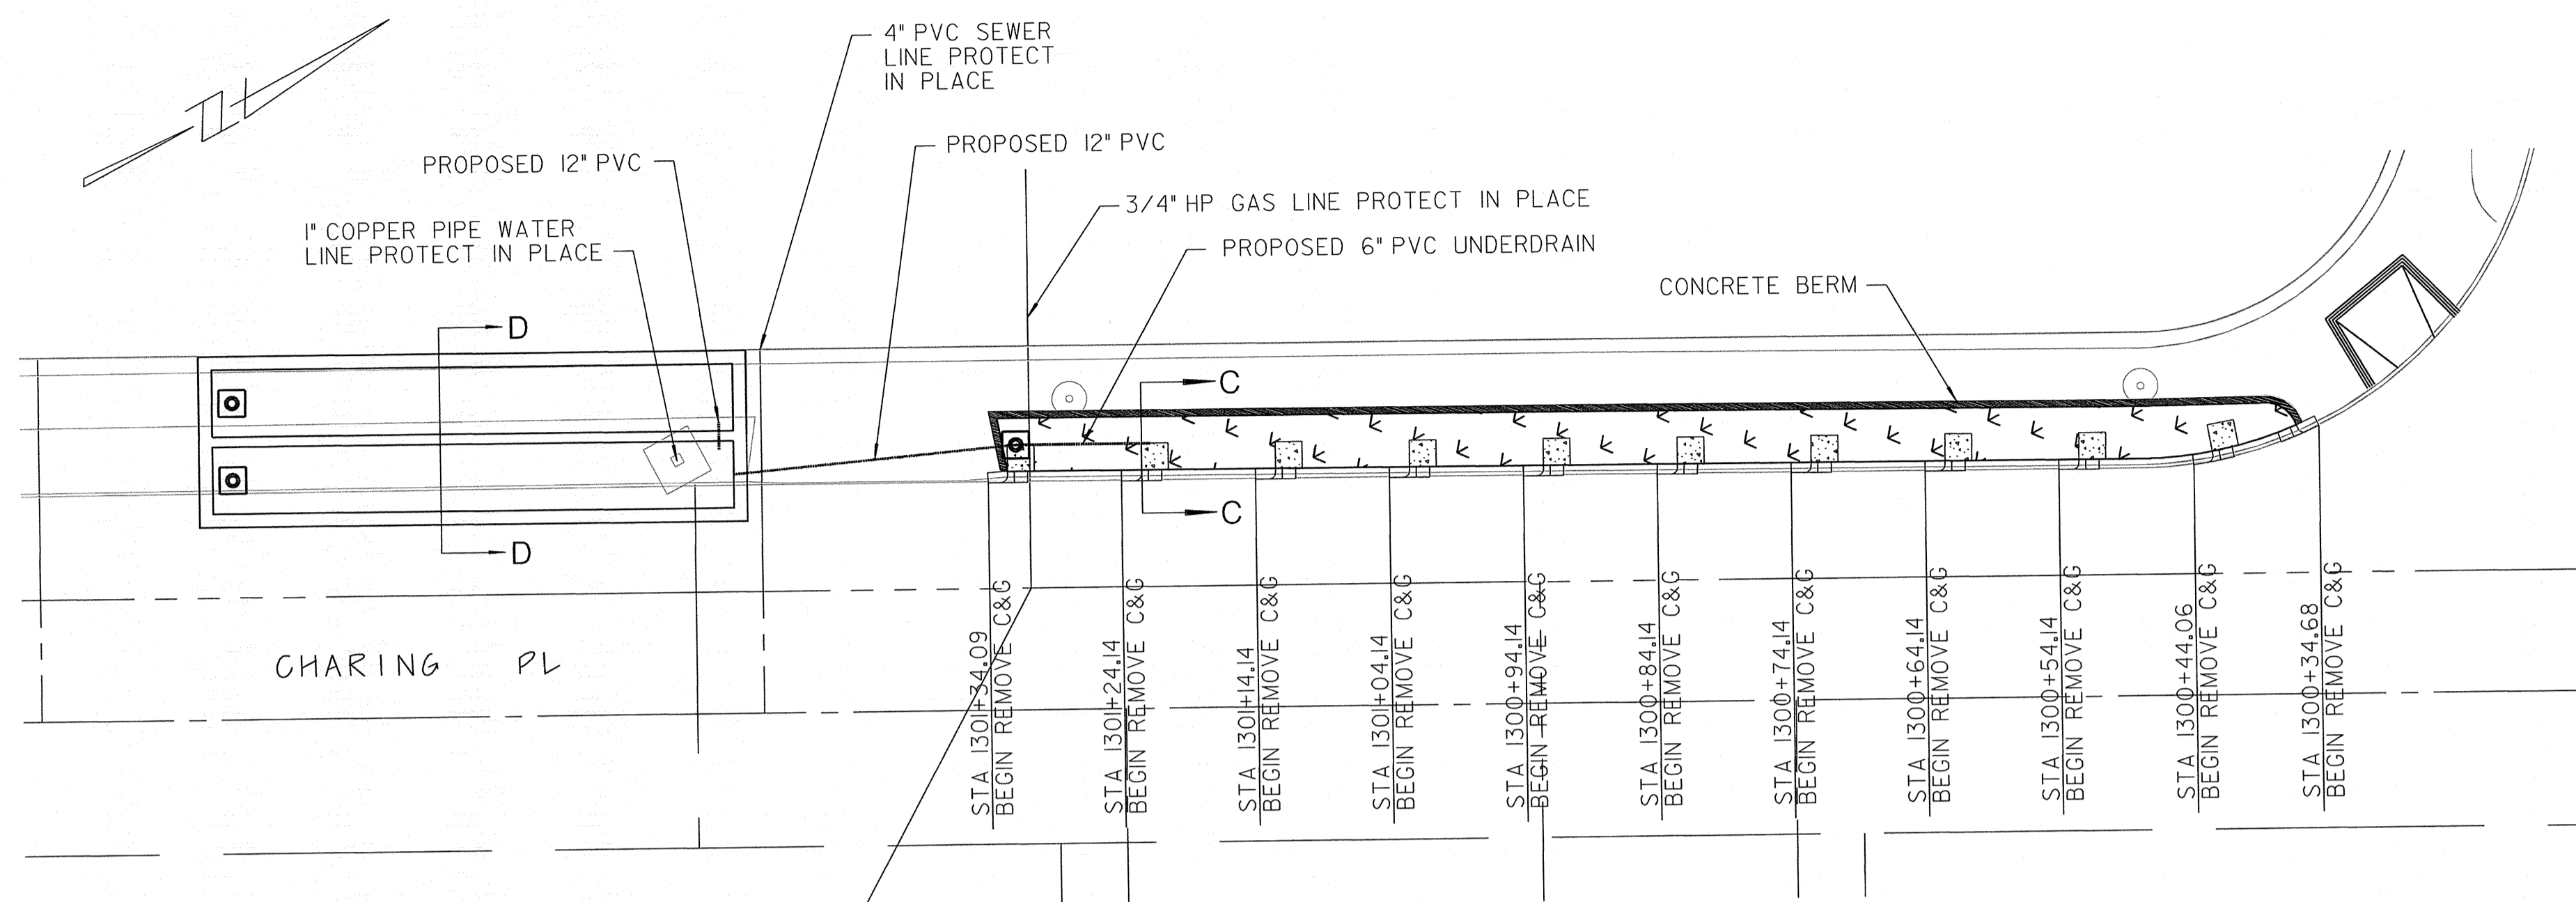 4" PVC SEWER
LINE PROTECT
IN PLACE
PROPOSED 12" PVC
PROPOSED 12" PVC
3/4" HP GAS LINE PROTECT IN PLACE
1" COPPER PIPE WATER
LINE PROTECT IN PLACE
PROPOSED 6" PVC UNDERDRAIN
CONCRETE BERM
D
C
C
D
CHARING PL
STA 1301+34.09
BEGIN REMOVE C&G
STA 1301+24.14
BEGIN REMOVE C&G
STA 1301+14.14
BEGIN REMOVE C&G
STA 1301+04.14
BEGIN REMOVE C&G
STA 1300+94.14
BEGIN REMOVE C&G
STA 1300+84.14
BEGIN REMOVE C&G
STA 1300+74.14
BEGIN REMOVE C&G
STA 1300+64.14
BEGIN REMOVE C&G
STA 1300+54.14
BEGIN REMOVE C&G
STA 1300+44.06
BEGIN REMOVE C&G
STA 1300+34.68
BEGIN REMOVE C&G